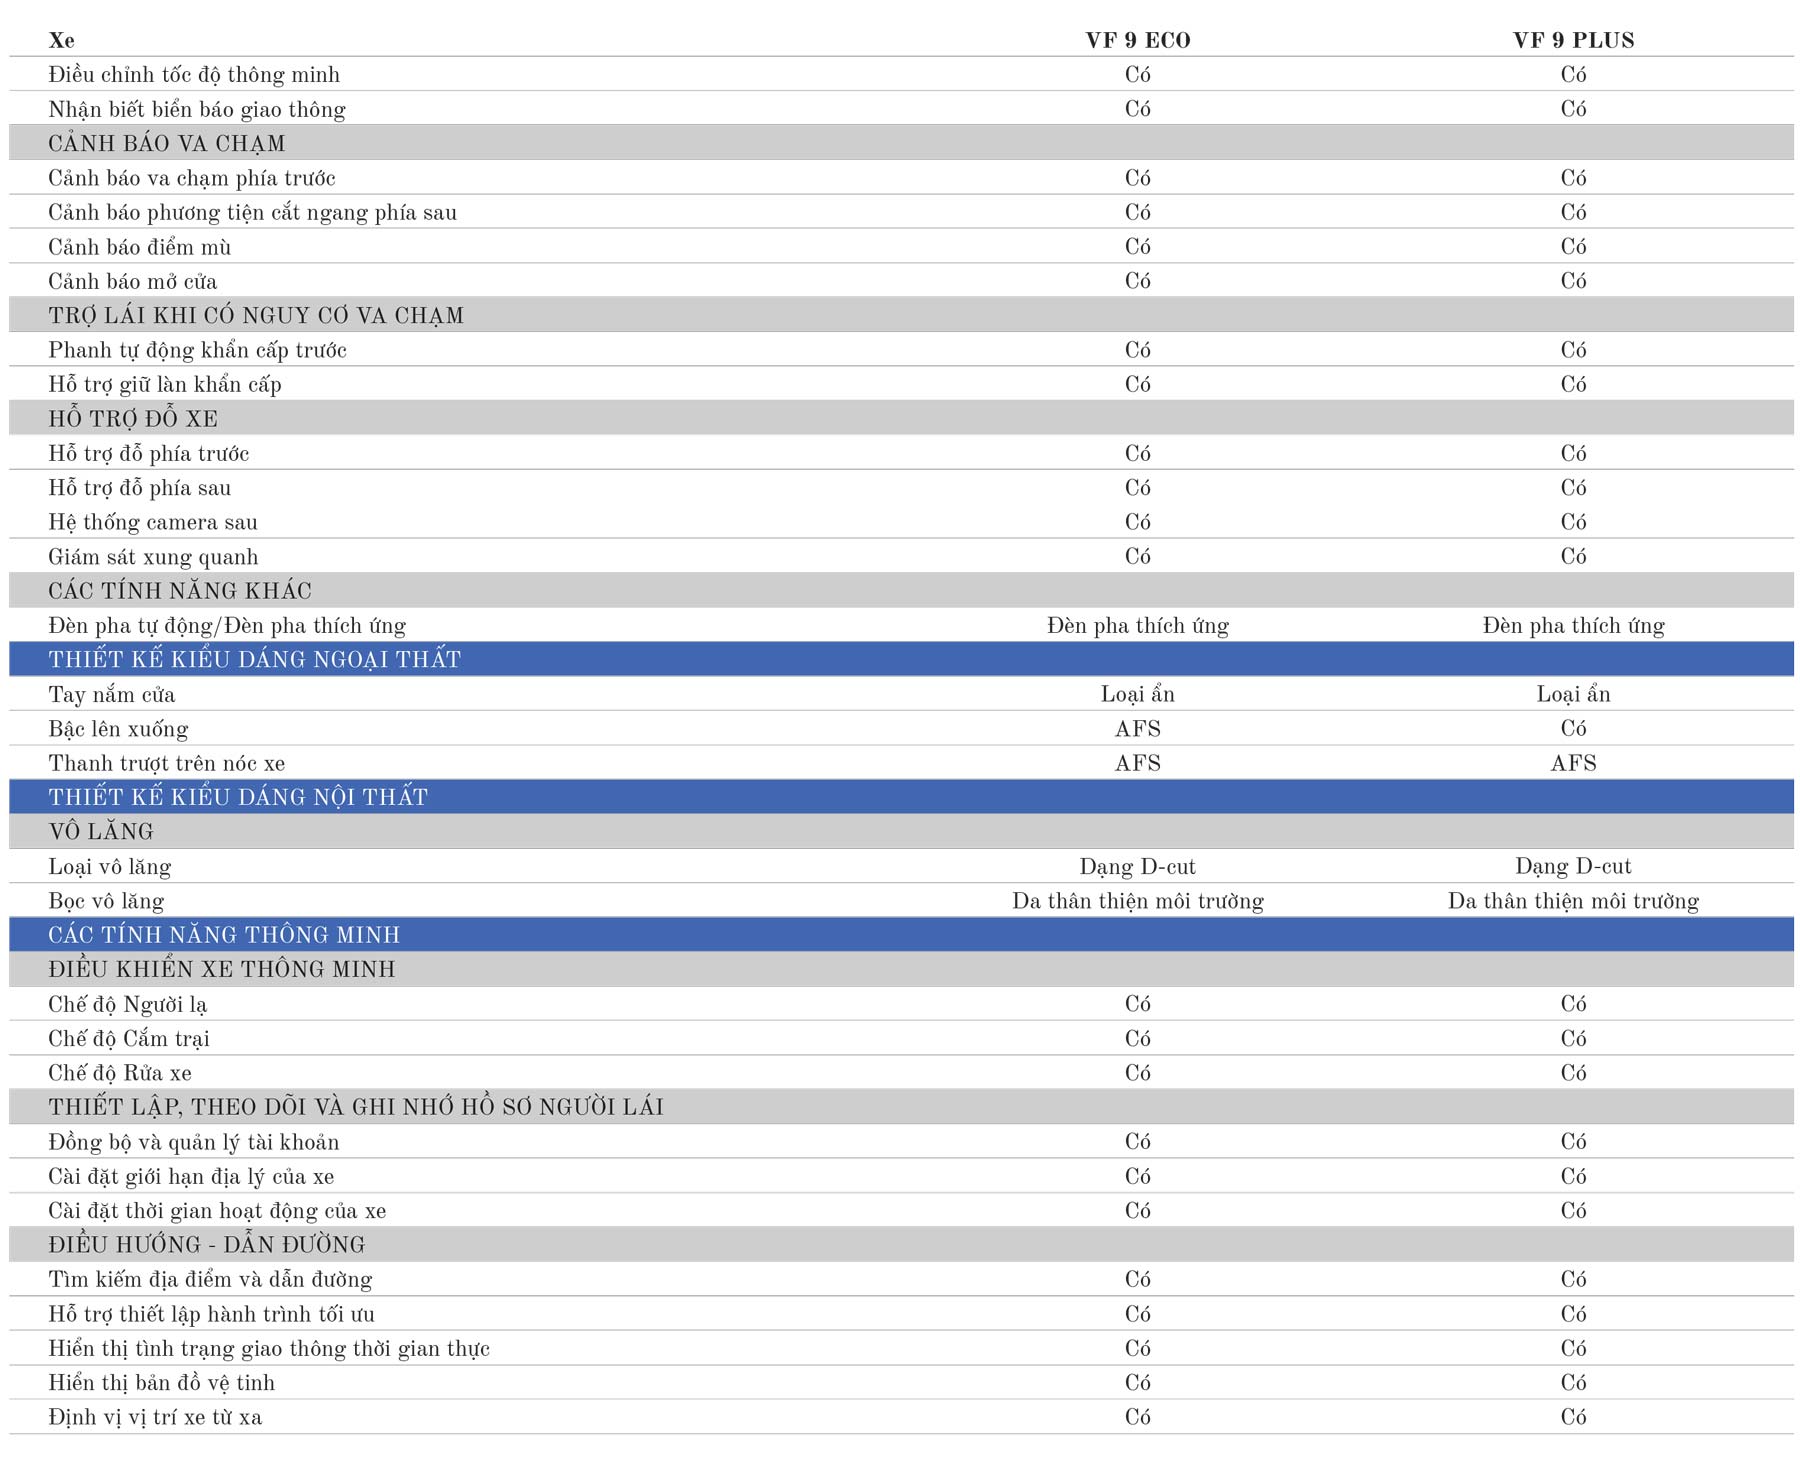 Xe VF 9 ECO VF 9 PLUS
Điều chỉnh tốc độ thông minh Có Có
Nhận biết biển báo giao thông Có Có
CẢNH BÁO VA CHẠM
Cảnh báo va chạm phía trước Có Có
Cảnh báo phương tiện cắt ngang phía sau Có Có
Cảnh báo điểm mù Có Có
Cảnh báo mở cửa Có Có
TRỢ LÁI KHI CÓ NGUY CƠ VA CHẠM
Phanh tự động khẩn cấp trước Có Có
Hỗ trợ giữ làn khẩn cấp Có Có
HỖ TRỢ ĐỖ XE
Hỗ trợ đỗ phía trước Có Có
Hỗ trợ đỗ phía sau Có Có
Hệ thống camera sau Có Có
Giám sát xung quanh Có Có
CÁC TÍNH NĂNG KHÁC
Đèn pha tự động/Đèn pha thích ứng Đèn pha thích ứng Đèn pha thích ứng
THIẾT KẾ KIỂU DÁNG NGOẠI THẤT
Tay nắm cửa Loại ẩn Loại ẩn
Bậc lên xuống AFS Có
Thanh trượt trên nóc xe AFS AFS
THIẾT KẾ KIỂU DÁNG NỘI THẤT
VÔ LĂNG
Loại vô lăng Dạng D-cut Dạng D-cut
Bọc vô lăng Da thân thiện môi trường Da thân thiện môi trường
CÁC TÍNH NĂNG THÔNG MINH
ĐIỀU KHIỂN XE THÔNG MINH
Chế độ Người lạ Có Có
Chế độ Cắm trại Có Có
Chế độ Rửa xe Có Có
THIẾT LẬP, THEO DÕI VÀ GHI NHỚ HỒ SƠ NGƯỜI LÁI
Đồng bộ và quản lý tài khoản Có Có
Cài đặt giới hạn địa lý của xe Có Có
Cài đặt thời gian hoạt động của xe Có Có
ĐIỀU HƯỚNG - DẪN ĐƯỜNG
Tìm kiếm địa điểm và dẫn đường Có Có
Hỗ trợ thiết lập hành trình tối ưu Có Có
Hiển thị tình trạng giao thông thời gian thực Có Có
Hiển thị bản đồ vệ tinh Có Có
Định vị vị trí xe từ xa Có Có